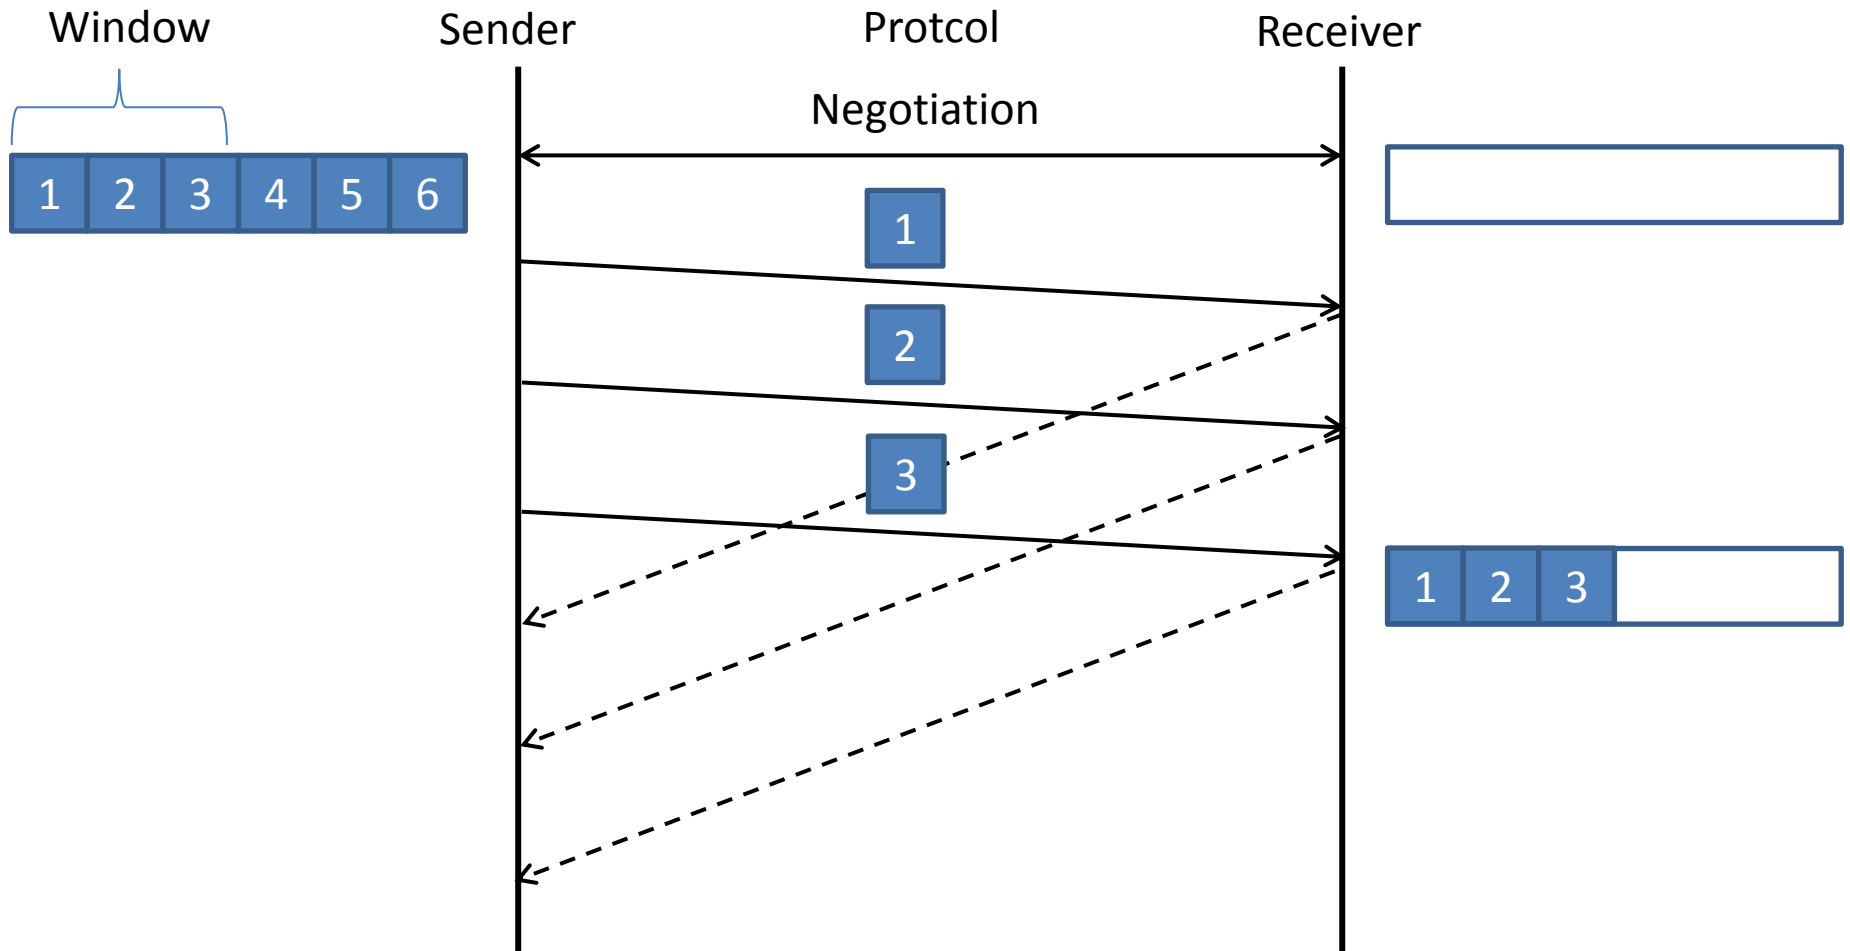 Window
Sender
Protcol
Receiver
Negotiation
1 2 3 4 5 6
1
2
3
1 2 3